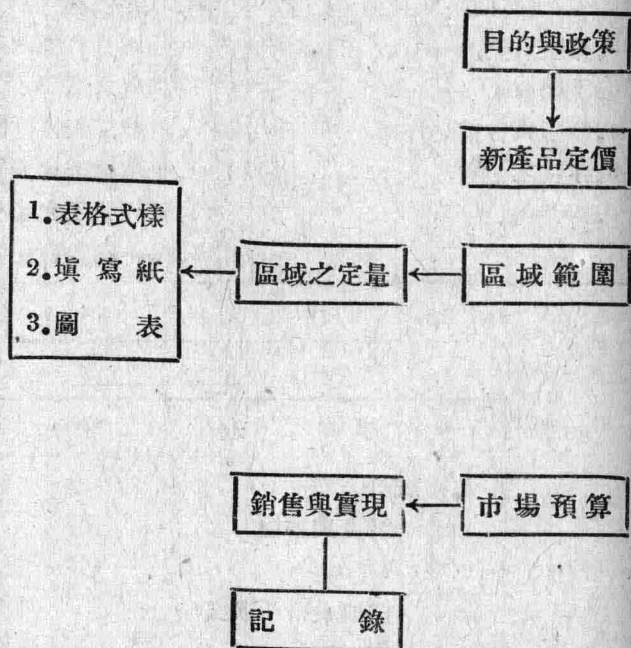 目的與政策
新產品定價
1.表格式樣
2.填寫紙
3.圖表
區域之定量
區域範圍
銷售與實現
市場預算
記錄